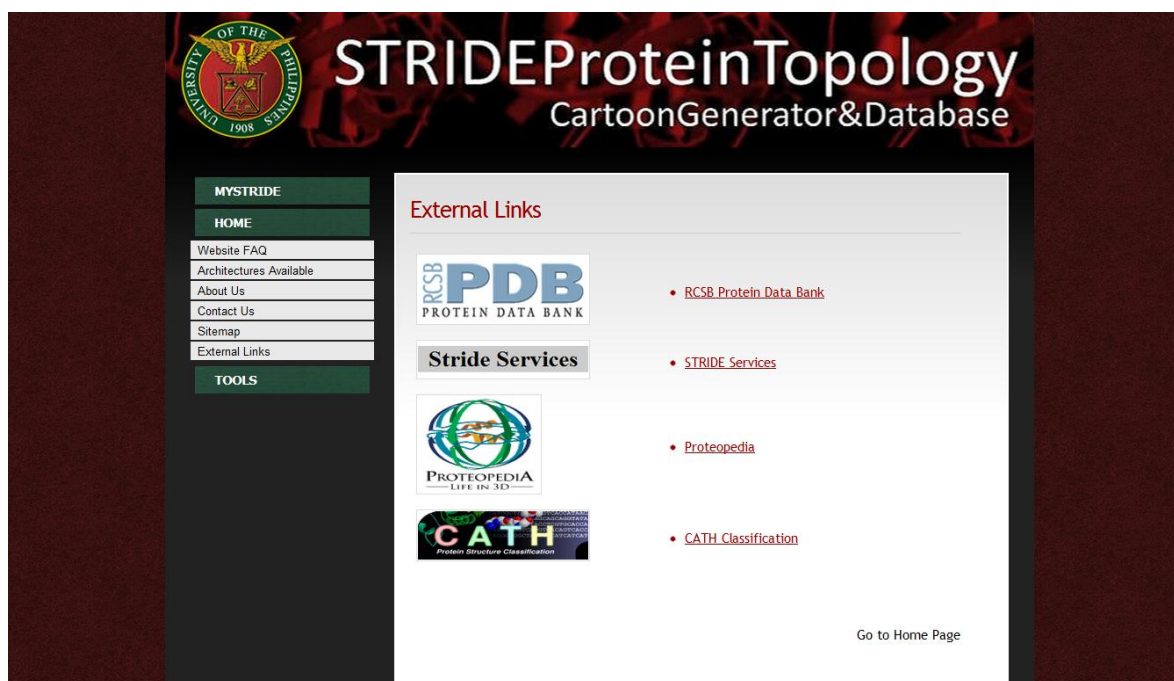 UNIVERSITY OF THE PHILIPPINES
1908
STRIDEProteinTopology
CartoonGenerator&Database
MYSTRIDE
HOME
Website FAQ
Architectures Available
About Us
Contact Us
Sitemap
External Links
TOOLS
External Links
RCSB PDB
PROTEIN DATA BANK
• RCSB Protein Data Bank
Stride Services
• STRIDE Services
PROTEOPEDIA
LIFE IN 3D
• Proteopedia
CATH
Protein Structure Classification
• CATH Classification
Go to Home Page